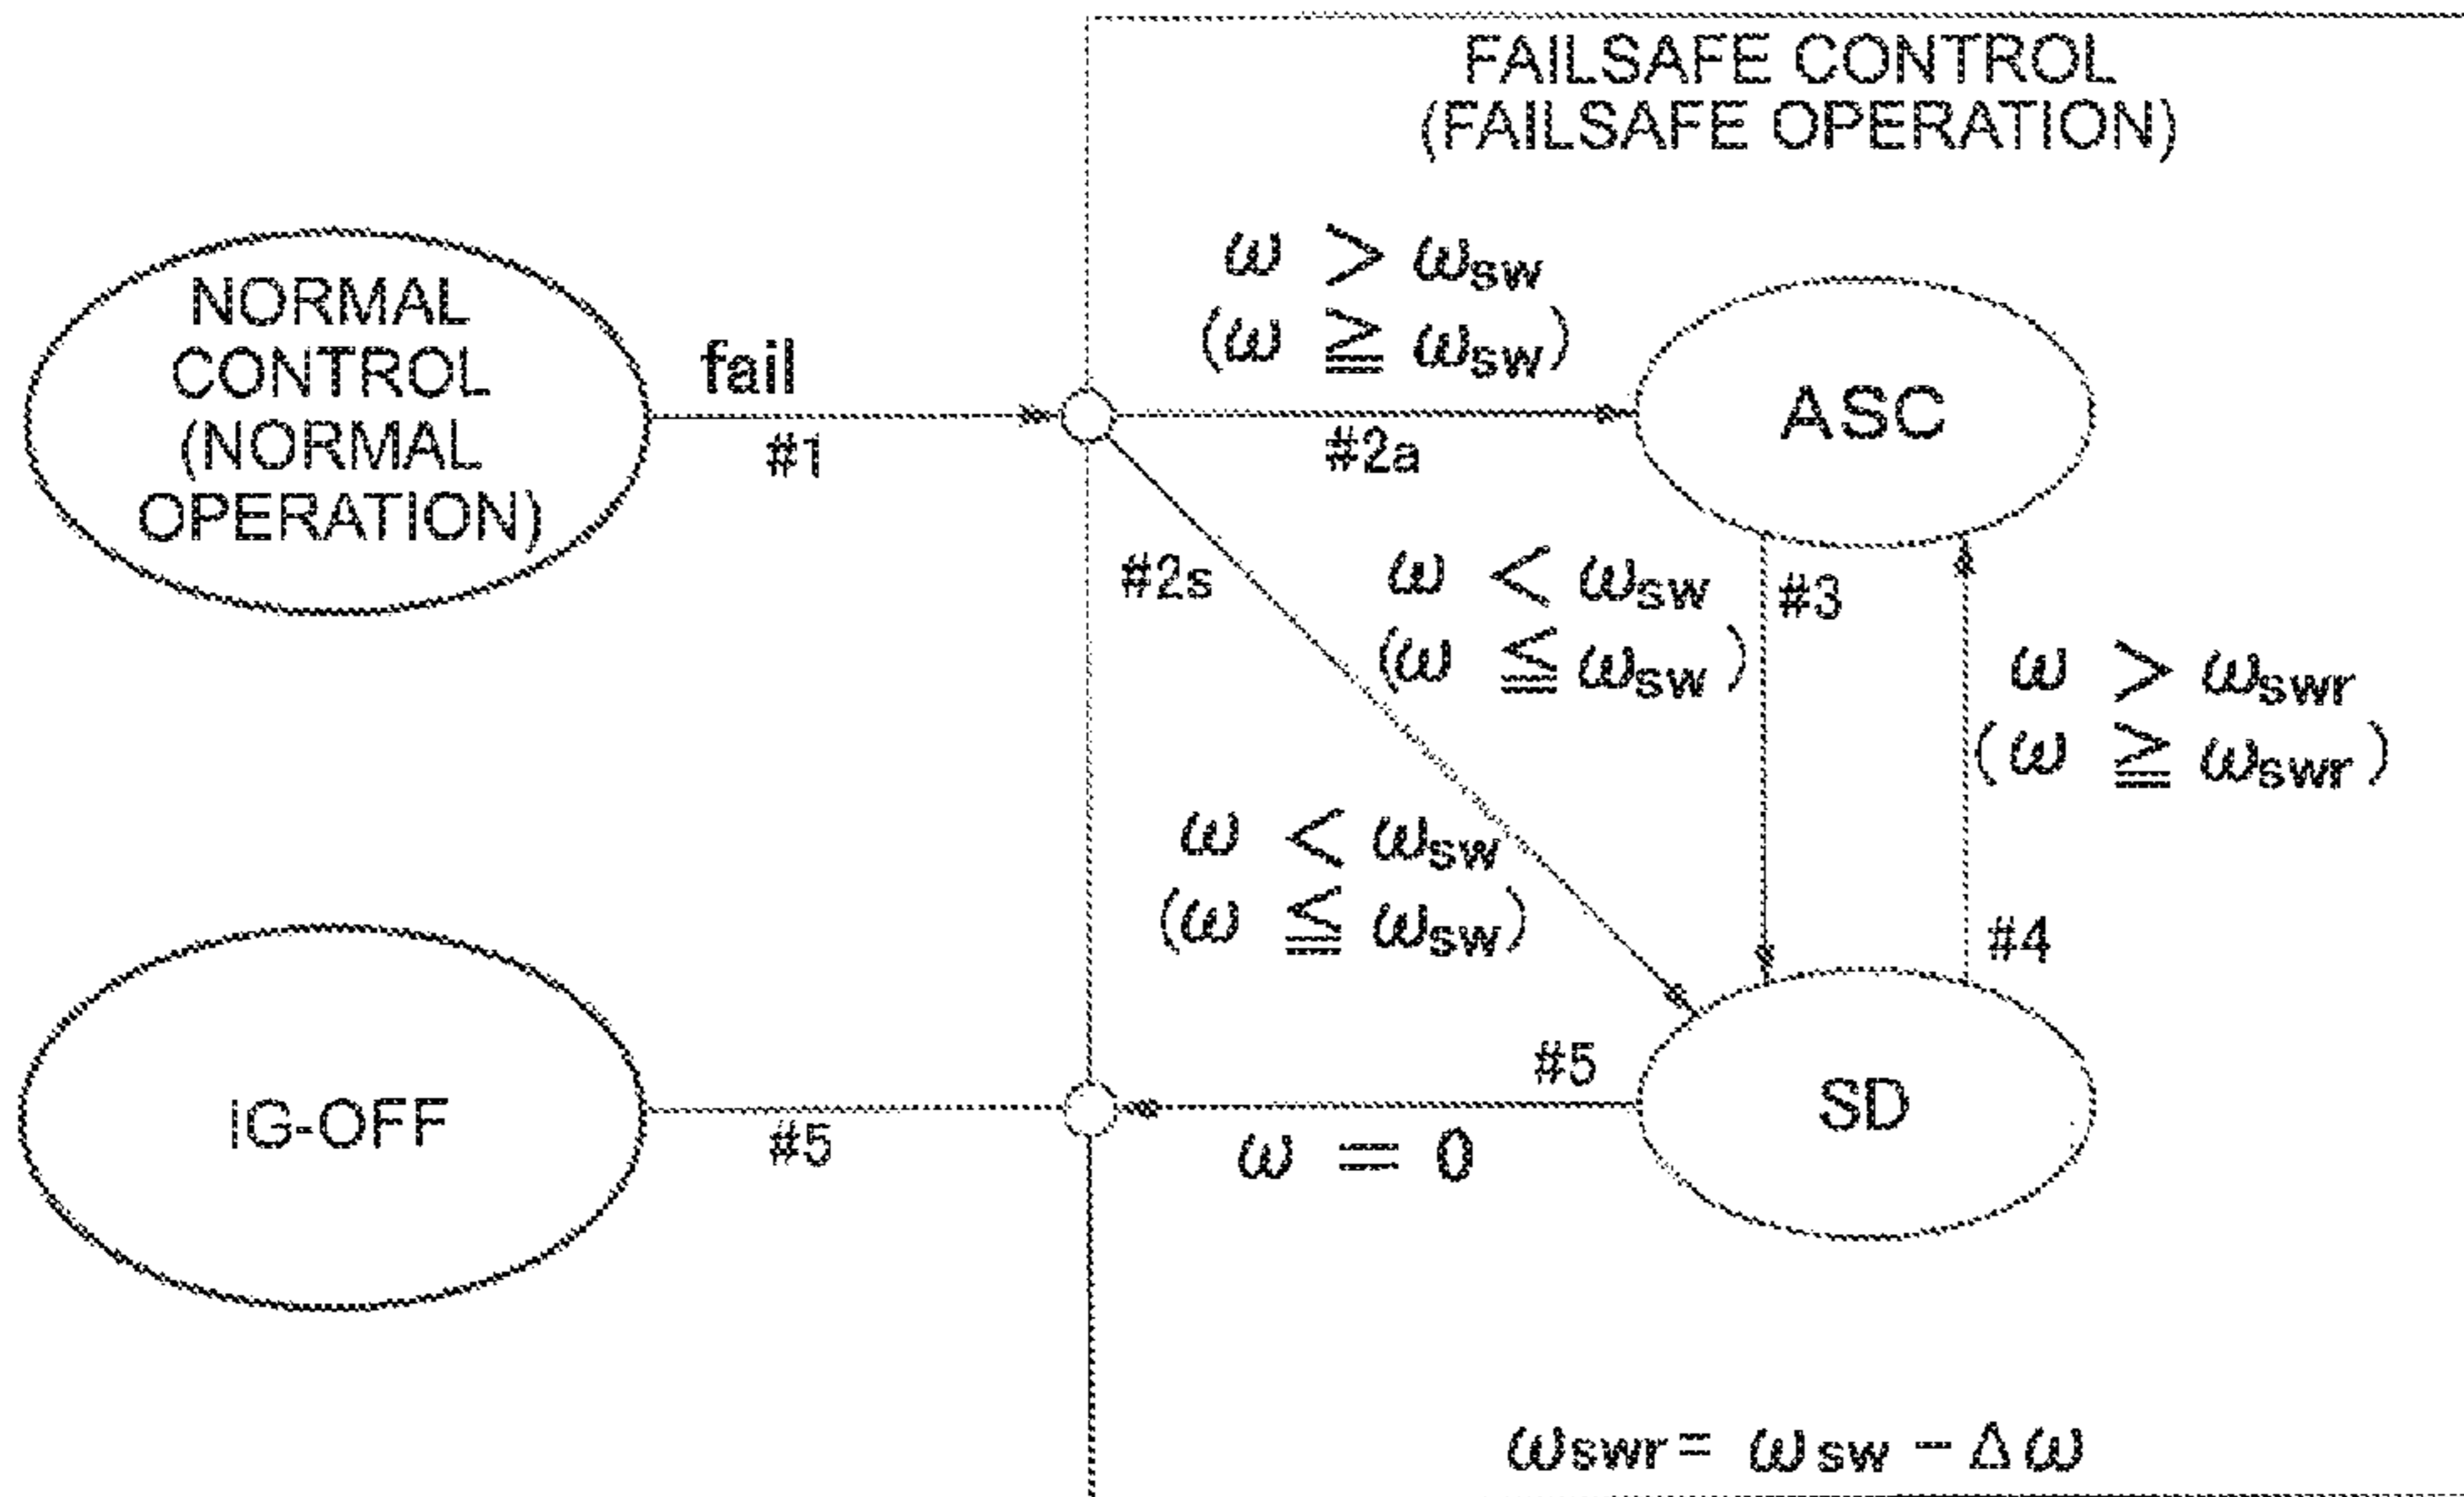 FAILSAFE CONTROL
(FAILSAFE OPERATION)
NORMAL
CONTROL
(NORMAL
OPERATION)
fail
#1
ω > ωsw
(ω ≧ ωsw)
#2a
ASC
#2s
ω < ωsw
(ω ≦ ωsw)
#3
ω > ωswr
(ω ≧ ωswr)
ω < ωsw
(ω ≦ ωsw)
#4
IG-OFF
#5
#5
ω = 0
SD
ωswr = ωsw − Δω